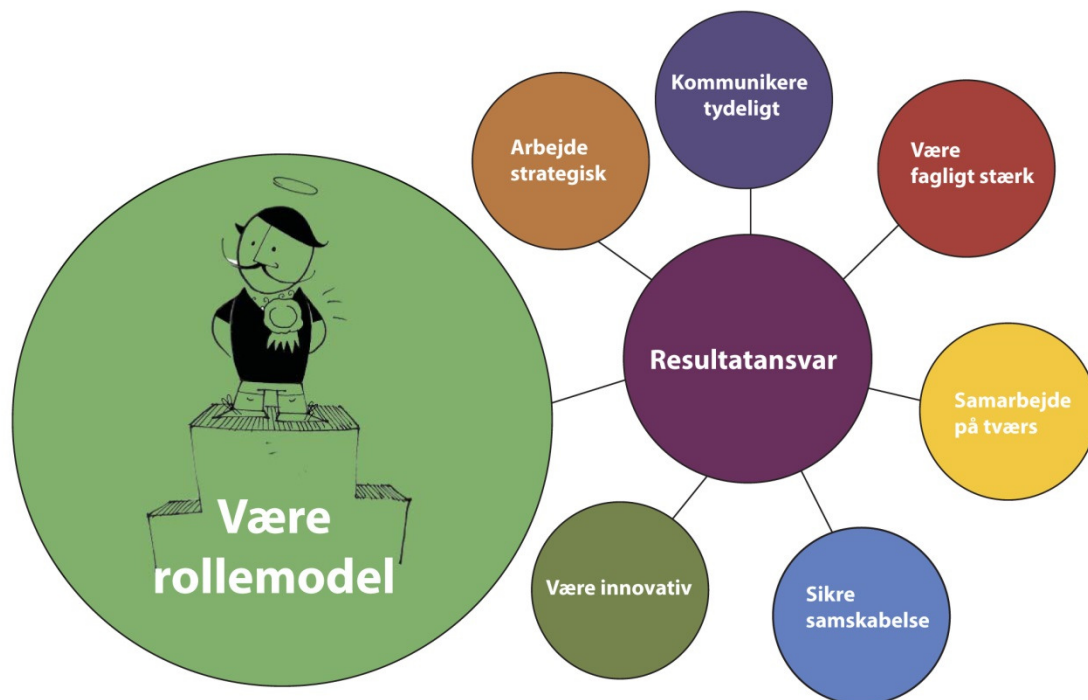 Kommunikere
tydeligt
Arbejde
strategisk
Være
fagligt stærk
Resultatansvar
Samarbejde
på tværs
Være
rollemodel
Være innovativ
Sikre
samskabelse